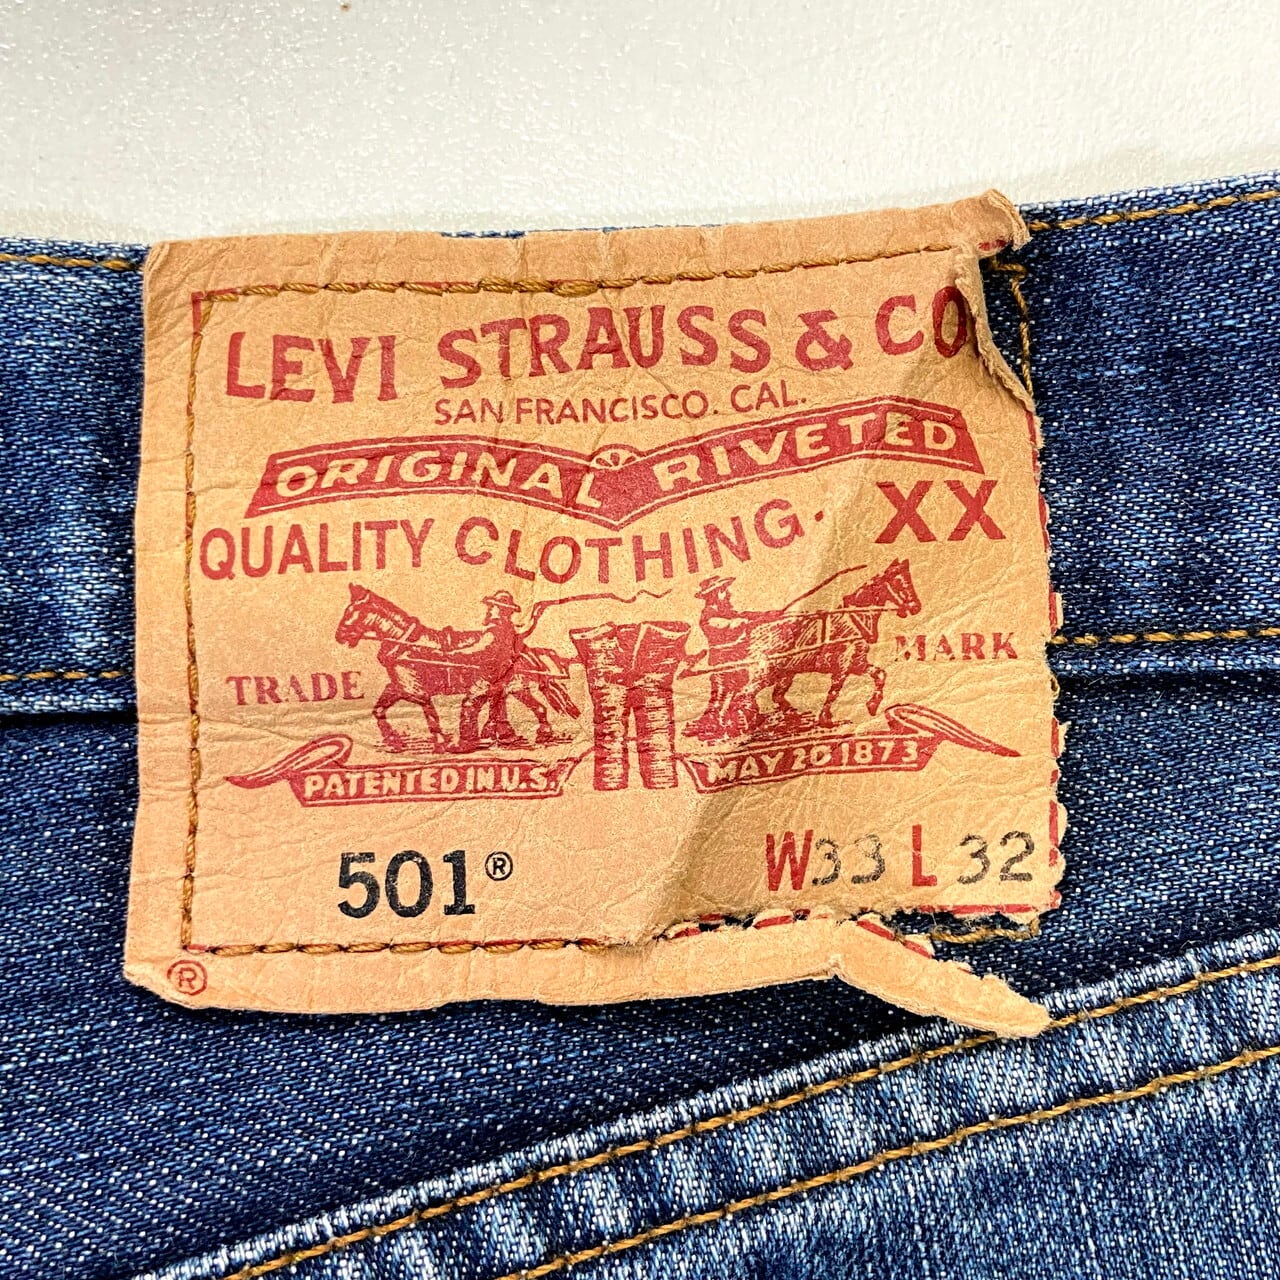 LEVI STRAUSS & CO
SAN FRANCISCO. CAL.
ORIGINAL RIVETED
QUALITY CLOTHING. XX
TRADE MARK
PATENTED IN U.S. MAY 20 1873
501® W33 L 32
®